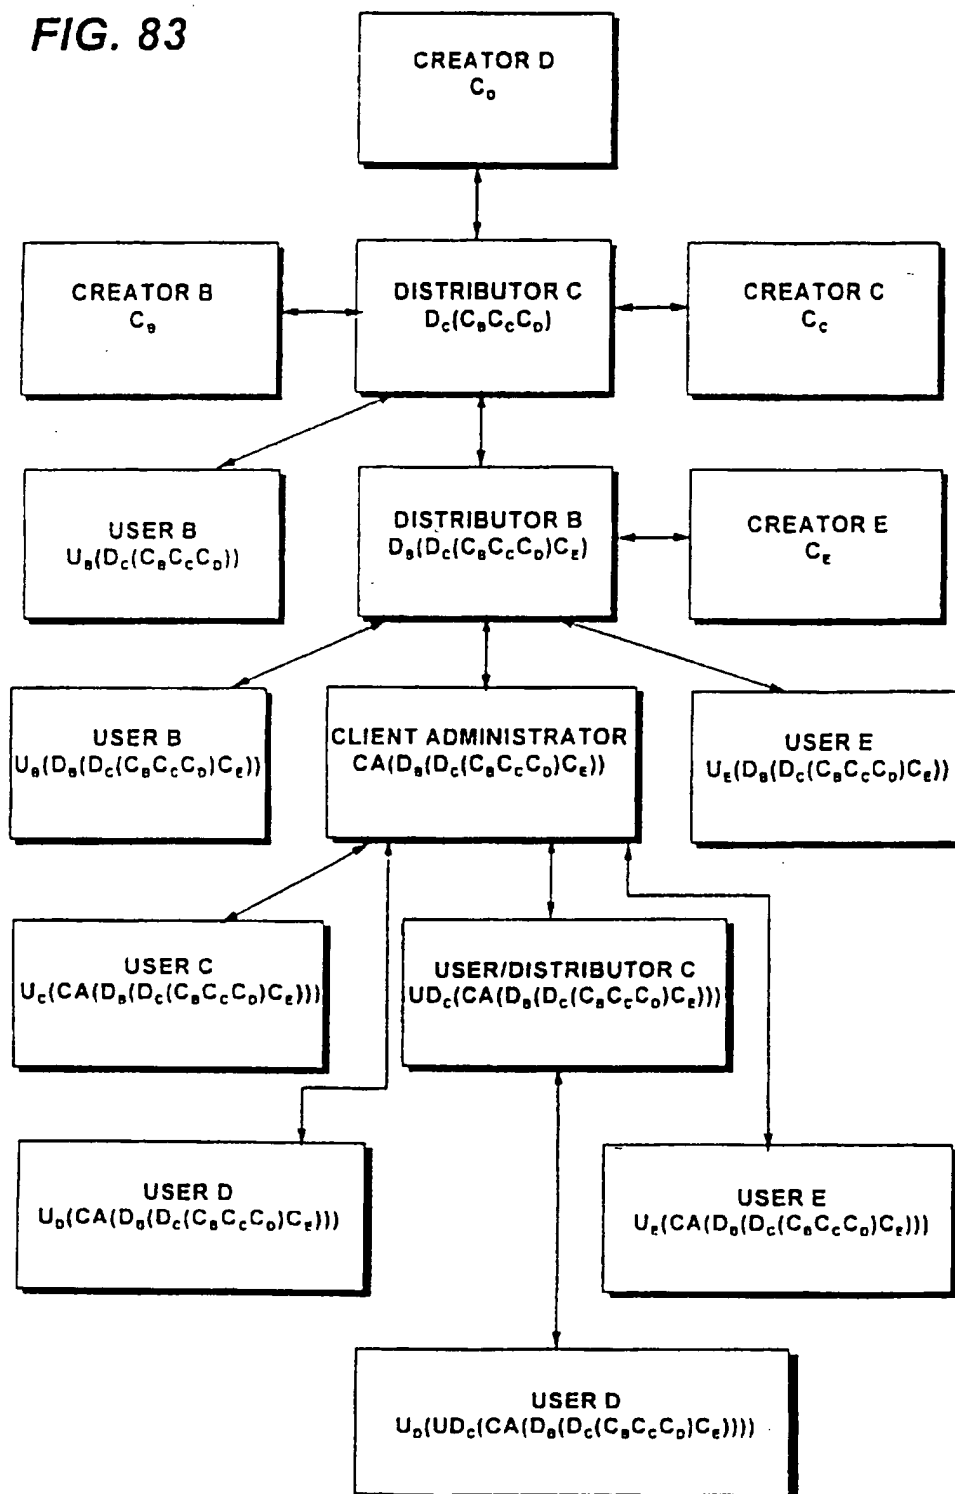 FIG. 83
CREATOR D
C_D
CREATOR B
C_B
DISTRIBUTOR C
D_C(C_BC_CC_D)
CREATOR C
C_C
USER B
U_B(D_C(C_BC_CC_D))
DISTRIBUTOR B
D_B(D_C(C_BC_CC_D)C_E)
CREATOR E
C_E
USER B
U_B(D_B(D_C(C_BC_CC_D)C_E))
CLIENT ADMINISTRATOR
CA(D_B(D_C(C_BC_CC_D)C_E))
USER E
U_E(D_B(D_C(C_BC_CC_D)C_E))
USER C
U_C(CA(D_B(D_C(C_BC_CC_D)C_E)))
USER/DISTRIBUTOR C
UD_C(CA(D_B(D_C(C_BC_CC_D)C_E)))
USER D
U_D(CA(D_B(D_C(C_BC_CC_D)C_E)))
USER E
U_E(CA(D_B(D_C(C_BC_CC_D)C_E)))
USER D
U_D(UD_C(CA(D_B(D_C(C_BC_CC_D)C_E))))